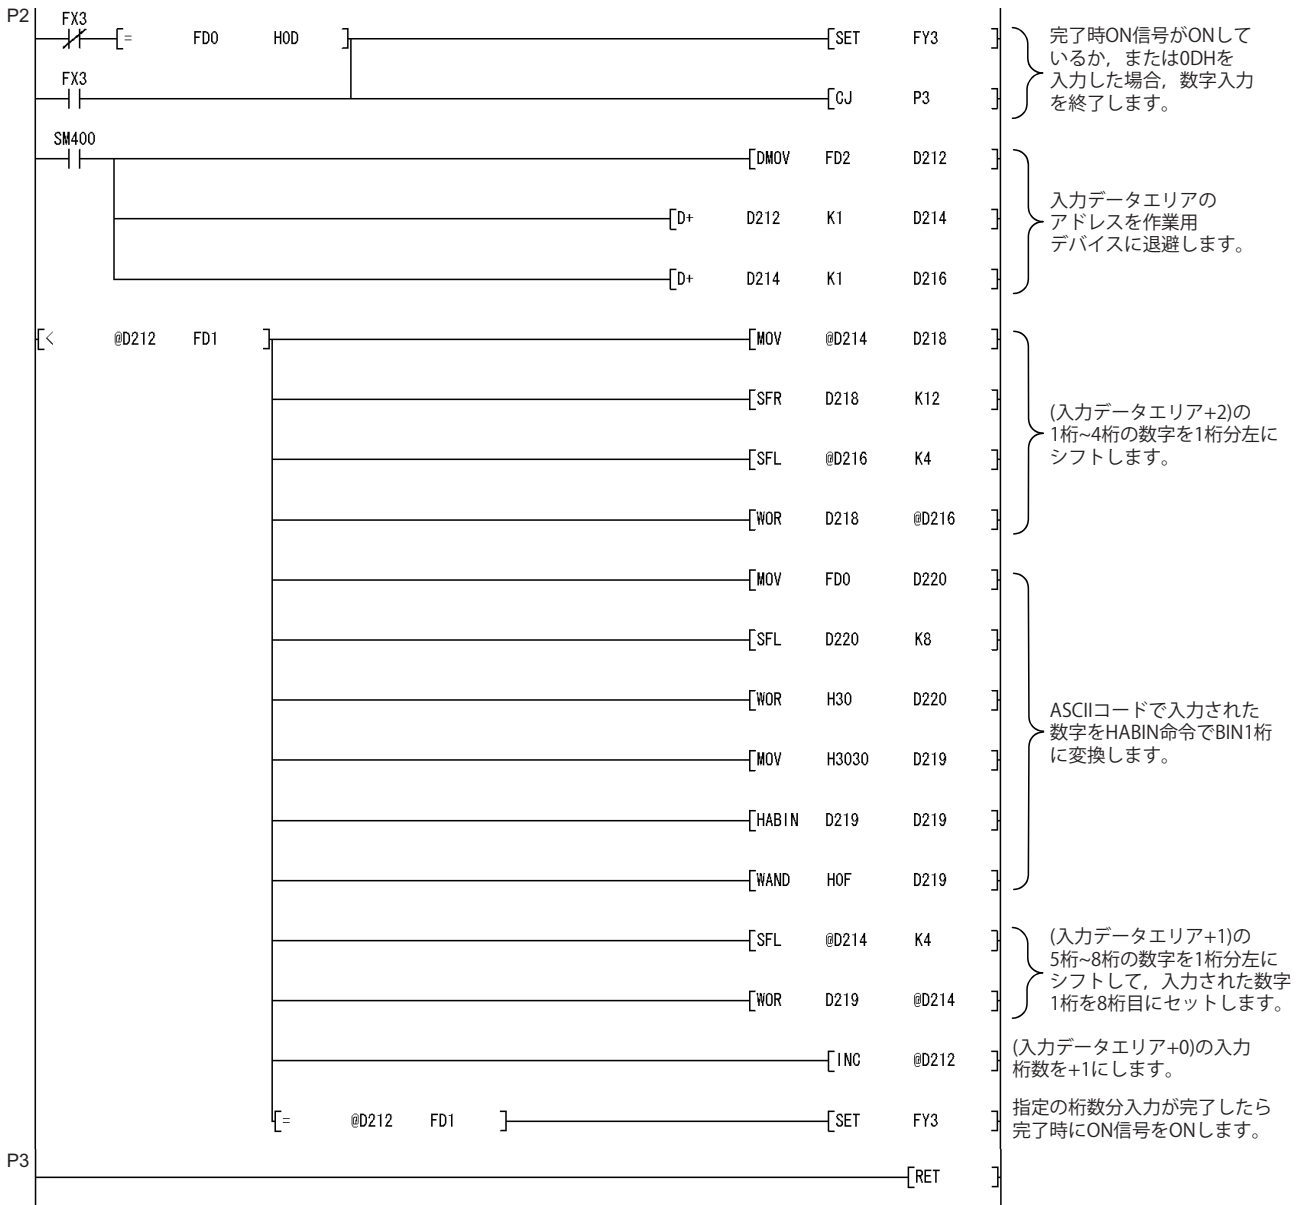 P2
FX3
[= FD0 H0D ]
[SET FY3 ]
完了時ON信号がONして
いるか，または0DHを
入力した場合，数字入力
を終了します。
FX3
[CJ P3 ]
SM400
[DMOV FD2 D212 ]
[D+ D212 K1 D214 ]
[D+ D214 K1 D216 ]
入力データエリアの
アドレスを作業用
デバイスに退避します。
[< @D212 FD1 ]
[MOV @D214 D218 ]
[SFR D218 K12 ]
[SFL @D216 K4 ]
[WOR D218 @D216 ]
(入力データエリア+2)の
1桁~4桁の数字を1桁分左に
シフトします。
[MOV FD0 D220 ]
[SFL D220 K8 ]
[WOR H30 D220 ]
[MOV H3030 D219 ]
[HABIN D219 D219 ]
[WAND H0F D219 ]
ASCIIコードで入力された
数字をHABIN命令でBIN1桁
に変換します。
[SFL @D214 K4 ]
[WOR D219 @D214 ]
(入力データエリア+1)の
5桁~8桁の数字を1桁分左に
シフトして，入力された数字
1桁を8桁目にセットします。
[INC @D212 ]
(入力データエリア+0)の入力
桁数を+1にします。
[= @D212 FD1 ]
[SET FY3 ]
指定の桁数分入力が完了したら
完了時にON信号をONします。
P3
[RET ]